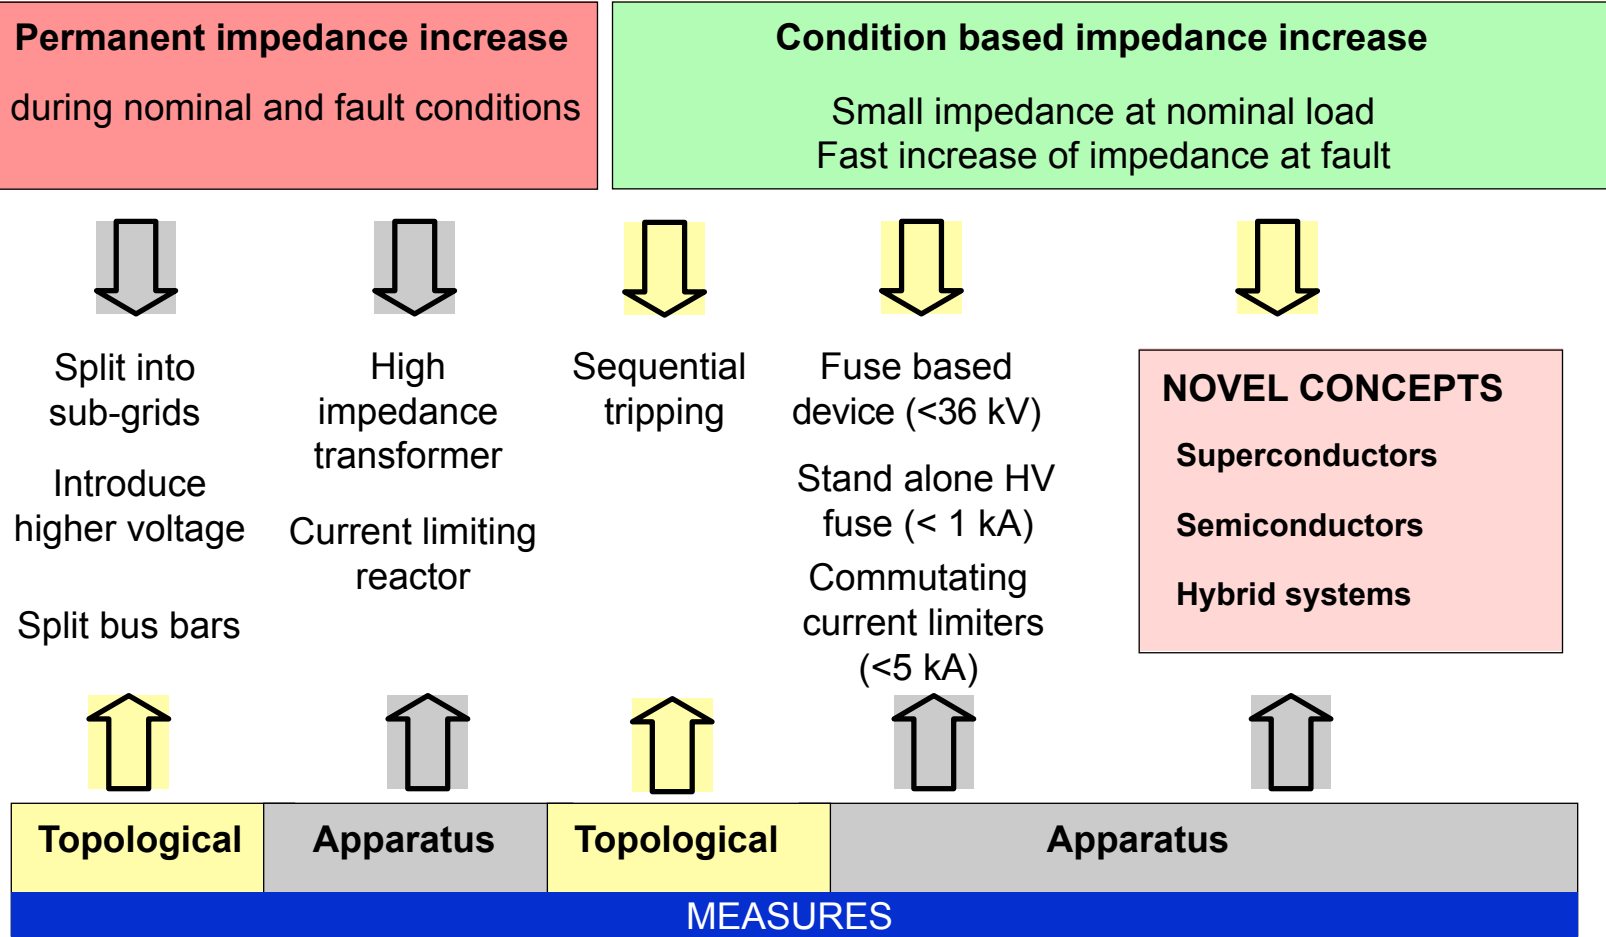 Permanent impedance increase
during nominal and fault conditions
Condition based impedance increase
Small impedance at nominal load
Fast increase of impedance at fault
Split into
sub-grids
Introduce
higher voltage
Split bus bars
High
impedance
transformer
Current limiting
reactor
Sequential
tripping
Fuse based
device (<36 kV)
Stand alone HV
fuse (< 1 kA)
Commutating
current limiters
(<5 kA)
NOVEL CONCEPTS
Superconductors
Semiconductors
Hybrid systems
Topological
Apparatus
Topological
Apparatus
MEASURES